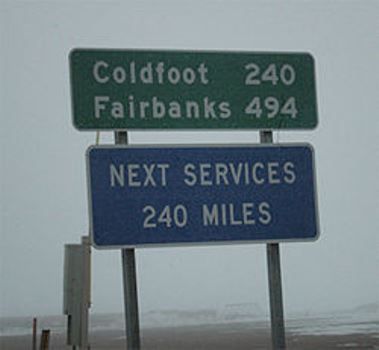 Coldfoot 240
Fairbanks 494
NEXT SERVICES
240 MILES